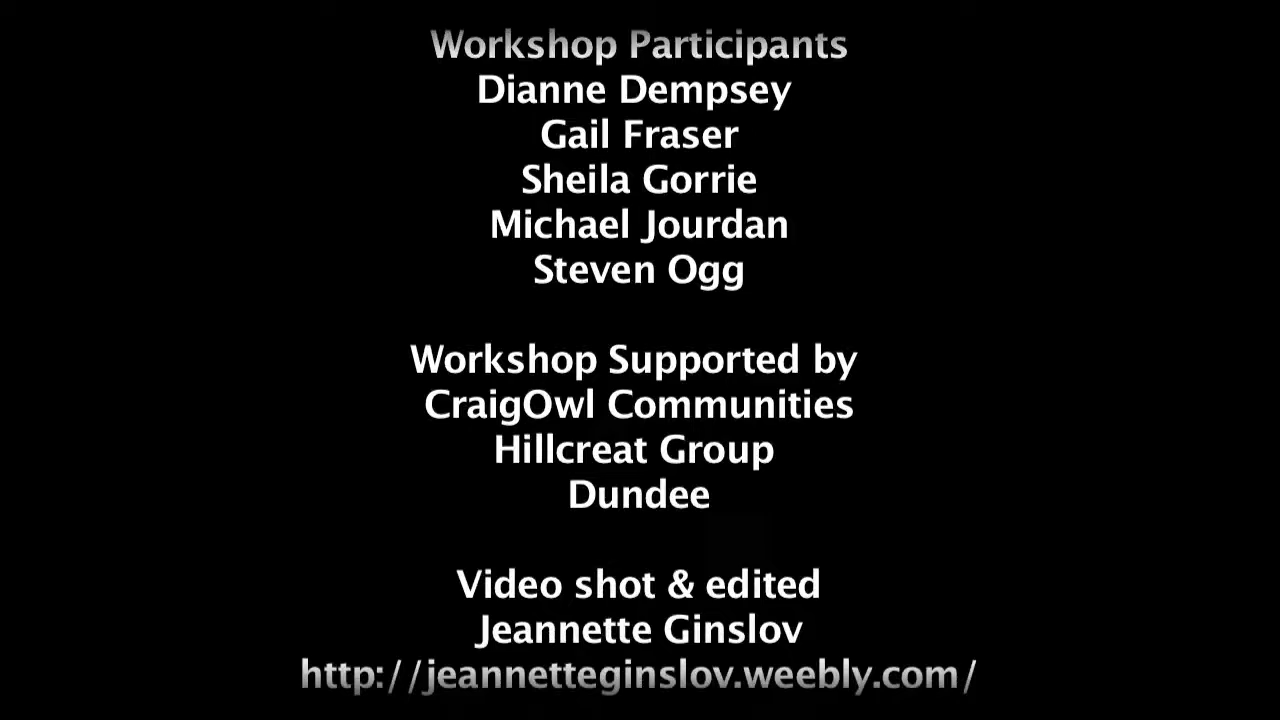 Workshop Participants
Dianne Dempsey
Gail Fraser
Sheila Gorrie
Michael Jourdan
Steven Ogg
Workshop Supported by
CraigOwl Communities
Hillcreat Group
Dundee
Video shot & edited
Jeannette Ginslov
http://jeannetteginslov.weebly.com/